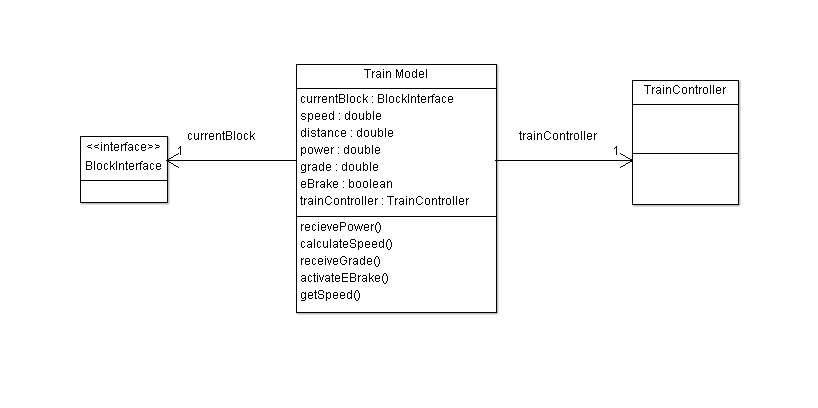 <<interface>>
BlockInterface
1
currentBlock
Train Model
currentBlock : BlockInterface
speed : double
distance : double
power : double
grade : double
eBrake : boolean
trainController : TrainController
recievePower()
calculateSpeed()
receiveGrade()
activateEBrake()
getSpeed()
trainController
1
TrainController